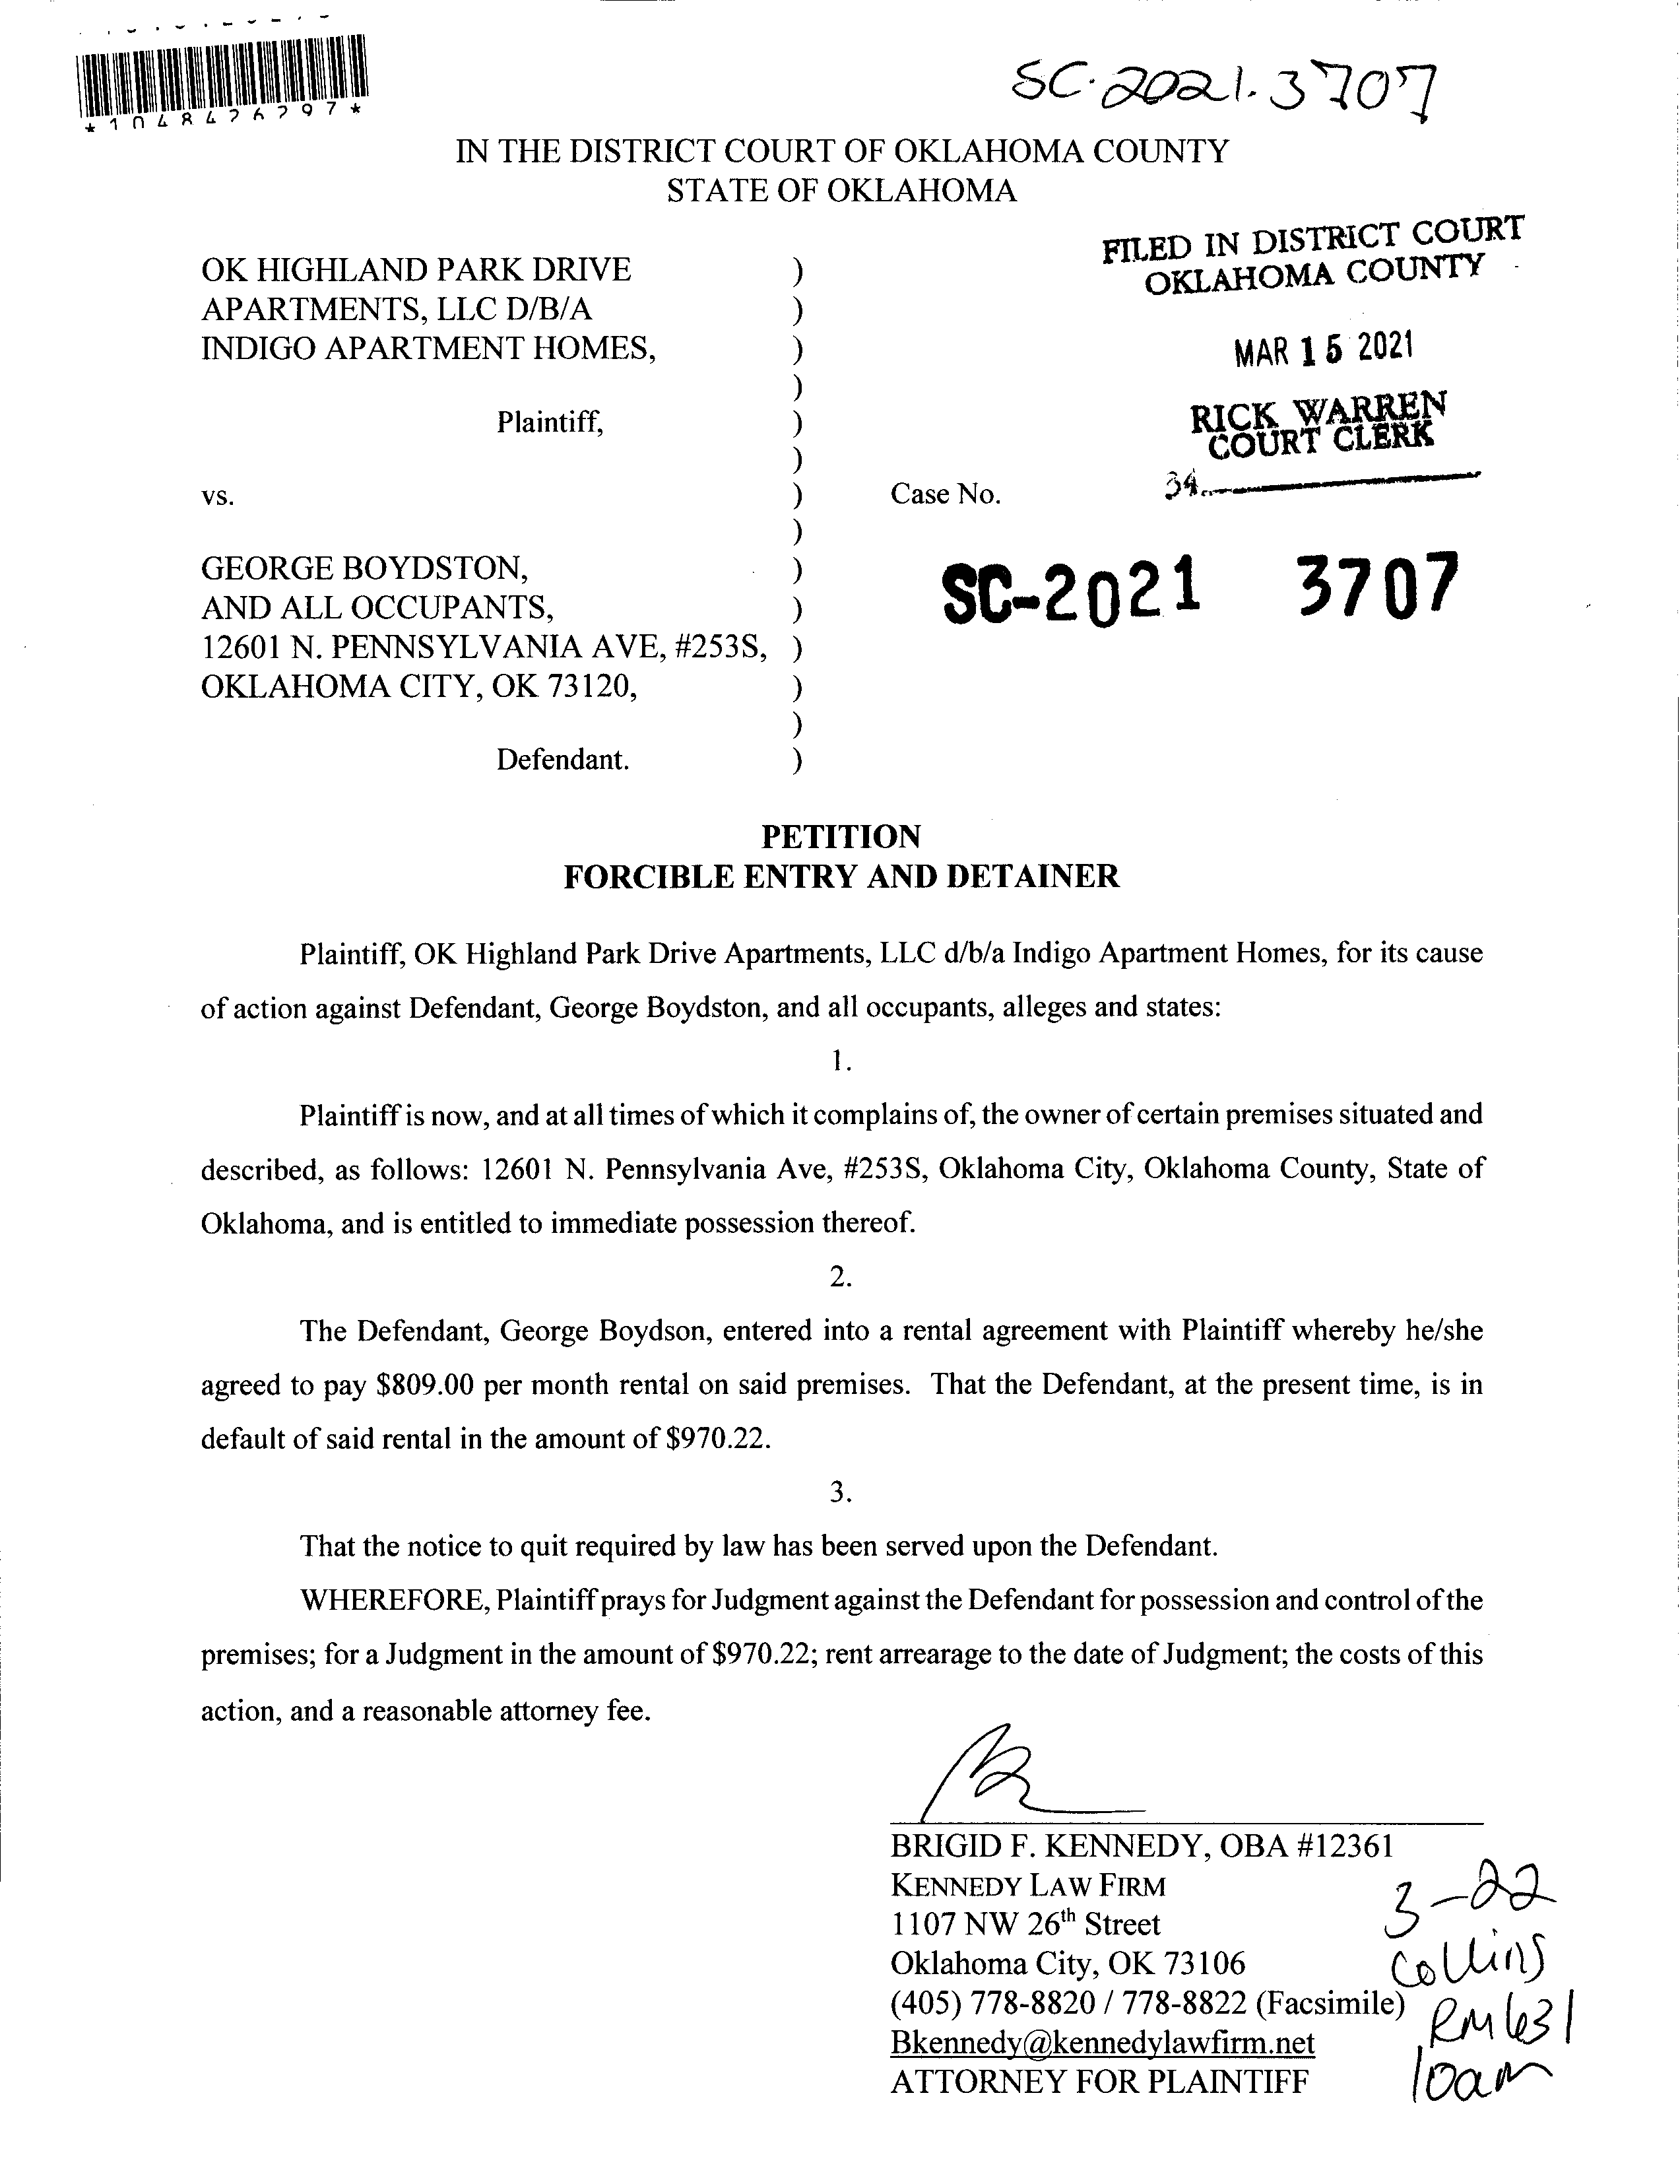 SC-2021-3707
*1048426297*
IN THE DISTRICT COURT OF OKLAHOMA COUNTY
STATE OF OKLAHOMA
FILED IN DISTRICT COURT
OKLAHOMA COUNTY
MAR 15 2021
RICK WARREN
COURT CLERK
34
OK HIGHLAND PARK DRIVE )
APARTMENTS, LLC D/B/A )
INDIGO APARTMENT HOMES, )
)
Plaintiff, )
)
vs. ) Case No.
)
GEORGE BOYDSTON, )
AND ALL OCCUPANTS, ) SC-2021 3707
12601 N. PENNSYLVANIA AVE, #253S, )
OKLAHOMA CITY, OK 73120, )
)
Defendant. )
PETITION
FORCIBLE ENTRY AND DETAINER
Plaintiff, OK Highland Park Drive Apartments, LLC d/b/a Indigo Apartment Homes, for its cause
of action against Defendant, George Boydston, and all occupants, alleges and states:
1.
Plaintiff is now, and at all times of which it complains of, the owner of certain premises situated and
described, as follows: 12601 N. Pennsylvania Ave, #253S, Oklahoma City, Oklahoma County, State of
Oklahoma, and is entitled to immediate possession thereof.
2.
The Defendant, George Boydson, entered into a rental agreement with Plaintiff whereby he/she
agreed to pay $809.00 per month rental on said premises. That the Defendant, at the present time, is in
default of said rental in the amount of $970.22.
3.
That the notice to quit required by law has been served upon the Defendant.
WHEREFORE, Plaintiff prays for Judgment against the Defendant for possession and control of the
premises; for a Judgment in the amount of $970.22; rent arrearage to the date of Judgment; the costs of this
action, and a reasonable attorney fee.
BRIGID F. KENNEDY, OBA #12361
KENNEDY LAW FIRM
1107 NW 26th Street
Oklahoma City, OK 73106
(405) 778-8820 / 778-8822 (Facsimile)
Bkennedy@kennedylawfirm.net
ATTORNEY FOR PLAINTIFF
3-22
Collins
RM 631
10am